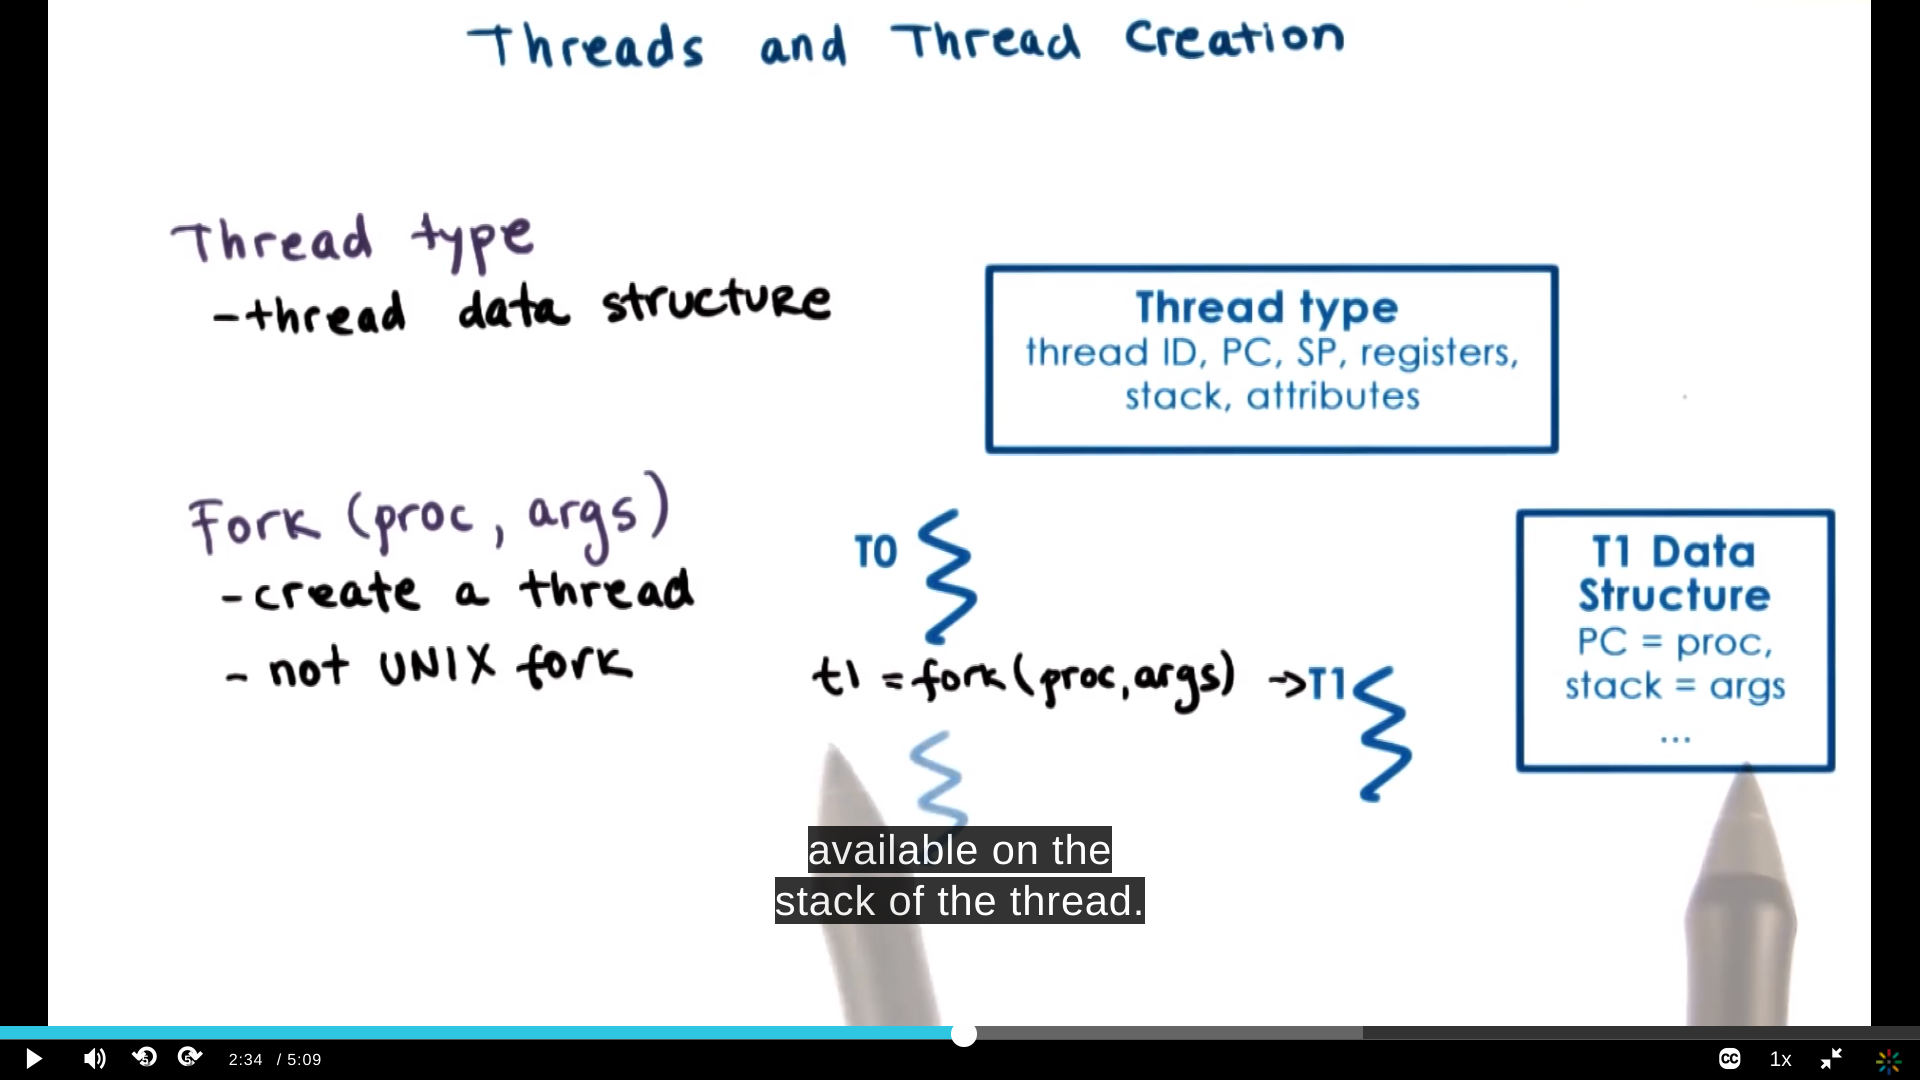 Threads and Thread Creation
Thread type
- thread data structure
Thread type
thread ID, PC, SP, registers,
stack, attributes
Fork (proc, args)
- create a thread
- not UNIX fork
T0
t1 = fork (proc, args) → T1
T1 Data
Structure
PC = proc,
stack = args
...
available on the
stack of the thread.
5
5
2:34 / 5:09
CC
1x